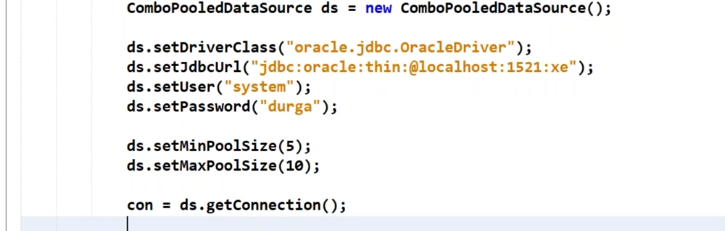 ComboPooledDataSource ds = new ComboPooledDataSource();
ds.setDriverClass("oracle.jdbc.OracleDriver");
ds.setJdbcUrl("jdbc:oracle:thin:@localhost:1521:xe");
ds.setUser("system");
ds.setPassword("durga");
ds.setMinPoolSize(5);
ds.setMaxPoolSize(10);
con = ds.getConnection();